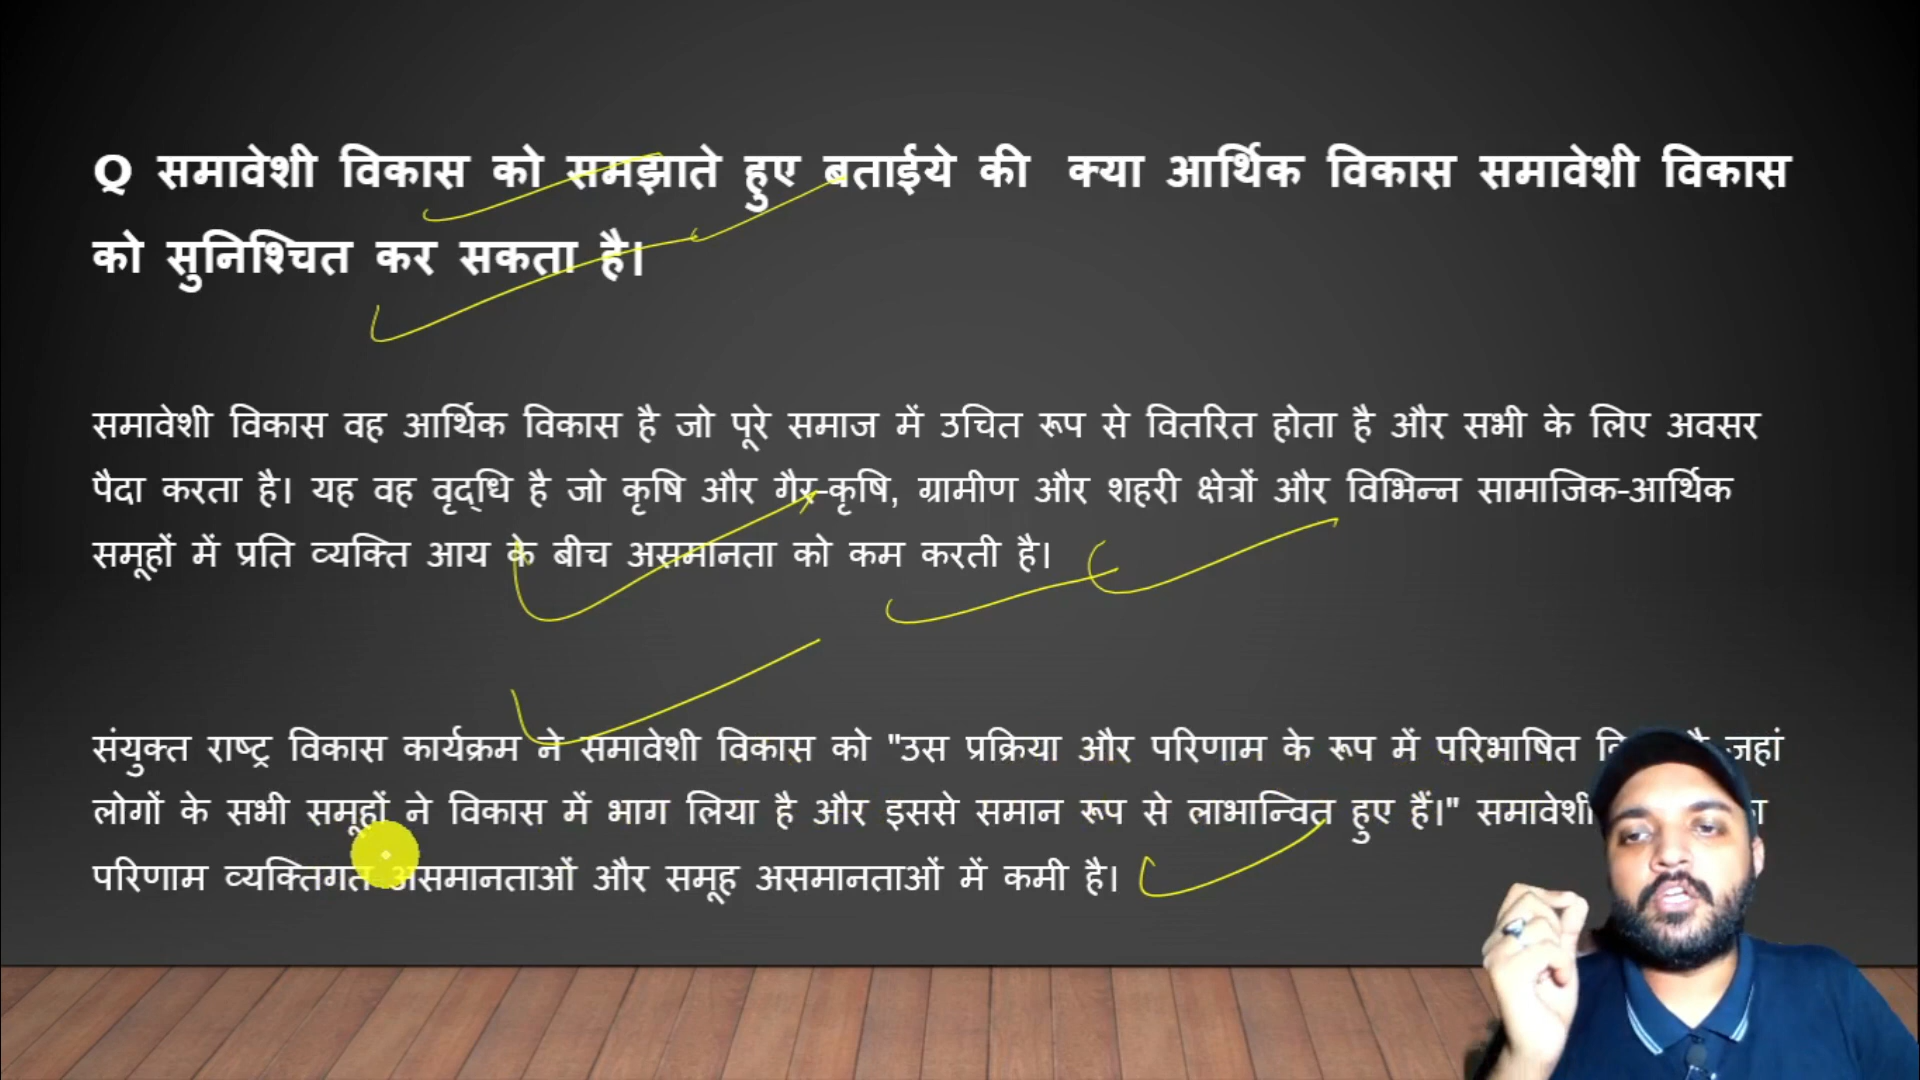 Q समावेशी विकास को समझाते हुए बताईये की क्या आर्थिक विकास समावेशी विकास
को सुनिश्चित कर सकता है।
समावेशी विकास वह आर्थिक विकास है जो पूरे समाज में उचित रूप से वितरित होता है और सभी के लिए अवसर
पैदा करता है। यह वह वृद्धि है जो कृषि और गैर-कृषि, ग्रामीण और शहरी क्षेत्रों और विभिन्न सामाजिक-आर्थिक
समूहों में प्रति व्यक्ति आय के बीच असमानता को कम करती है।
संयुक्त राष्ट्र विकास कार्यक्रम ने समावेशी विकास को "उस प्रक्रिया और परिणाम के रूप में परिभाषित जहां
लोगों के सभी समूहों ने विकास में भाग लिया है और इससे समान रूप से लाभान्वित हुए हैं।" समावेशी
परिणाम व्यक्तिगत असमानताओं और समूह असमानताओं में कमी है।